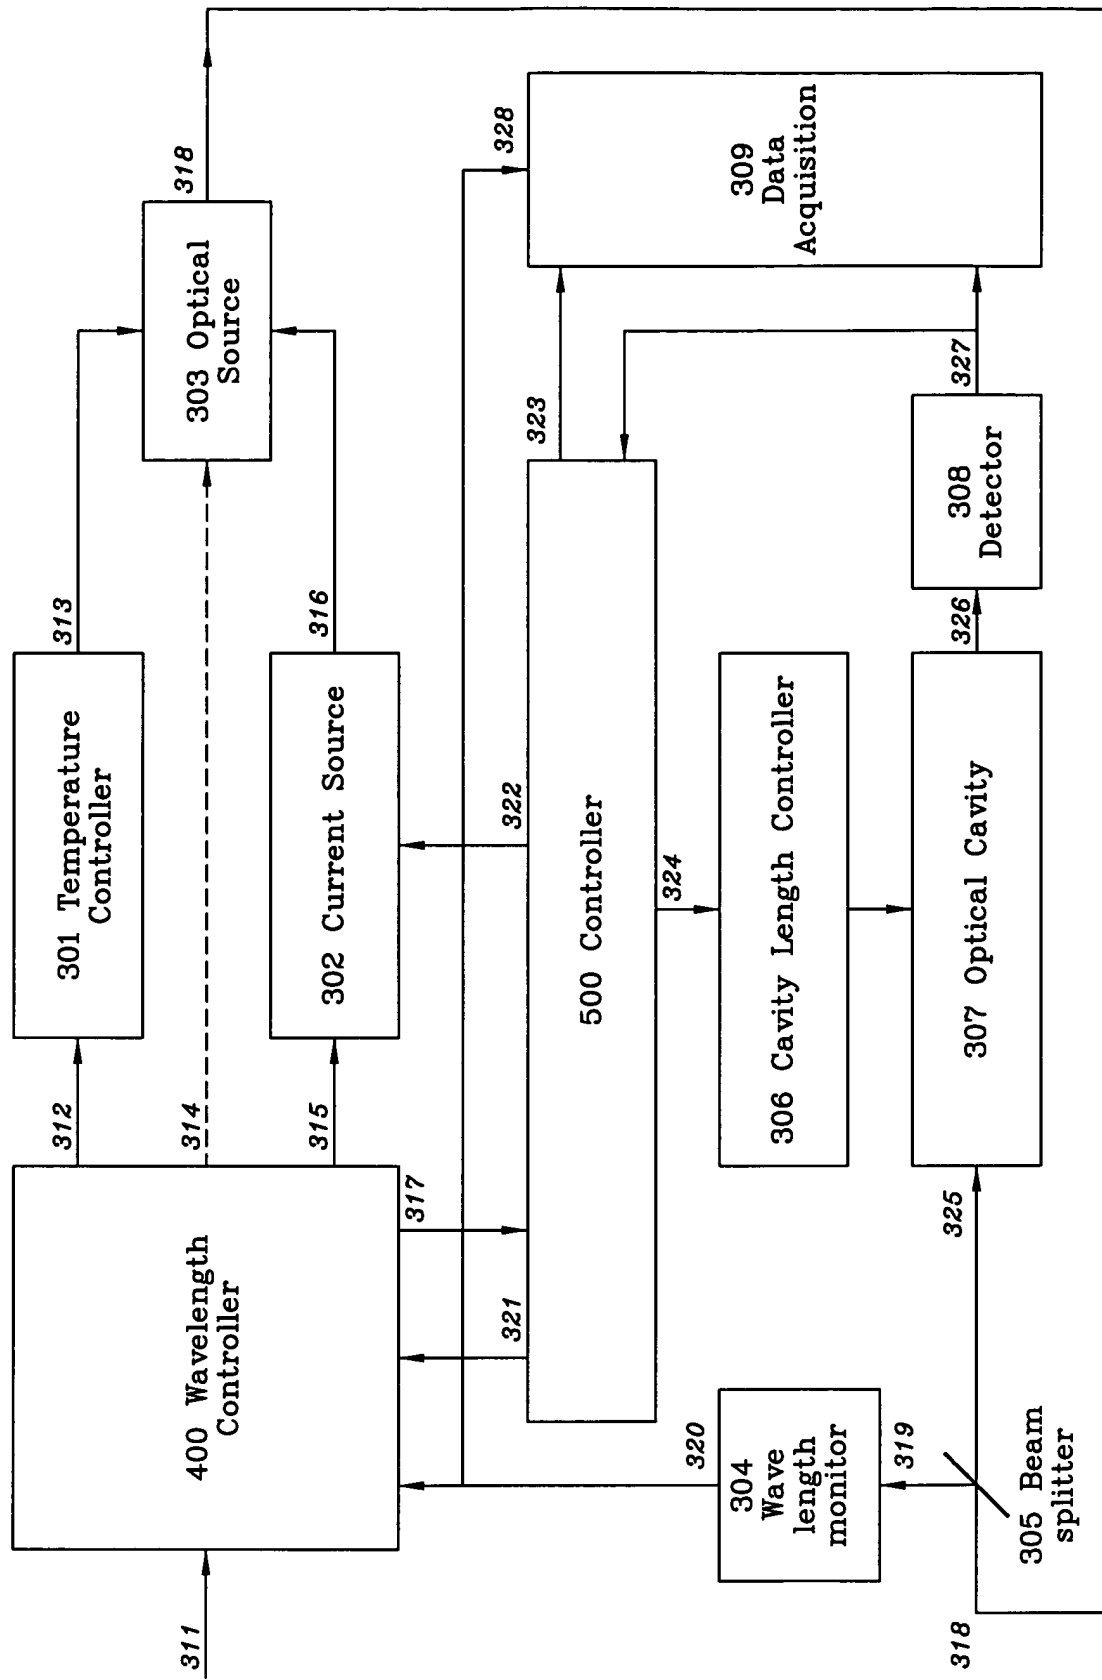 311
400 Wavelength
Controller
312
314
315
317
321
320
301 Temperature
Controller
313
302 Current Source
316
322
303 Optical
Source
318
500 Controller
323
328
309
Data
Acquisition
324
306 Cavity Length Controller
304
Wave
length
monitor
319
305 Beam
splitter
318
325
307 Optical Cavity
326
308
Detector
327